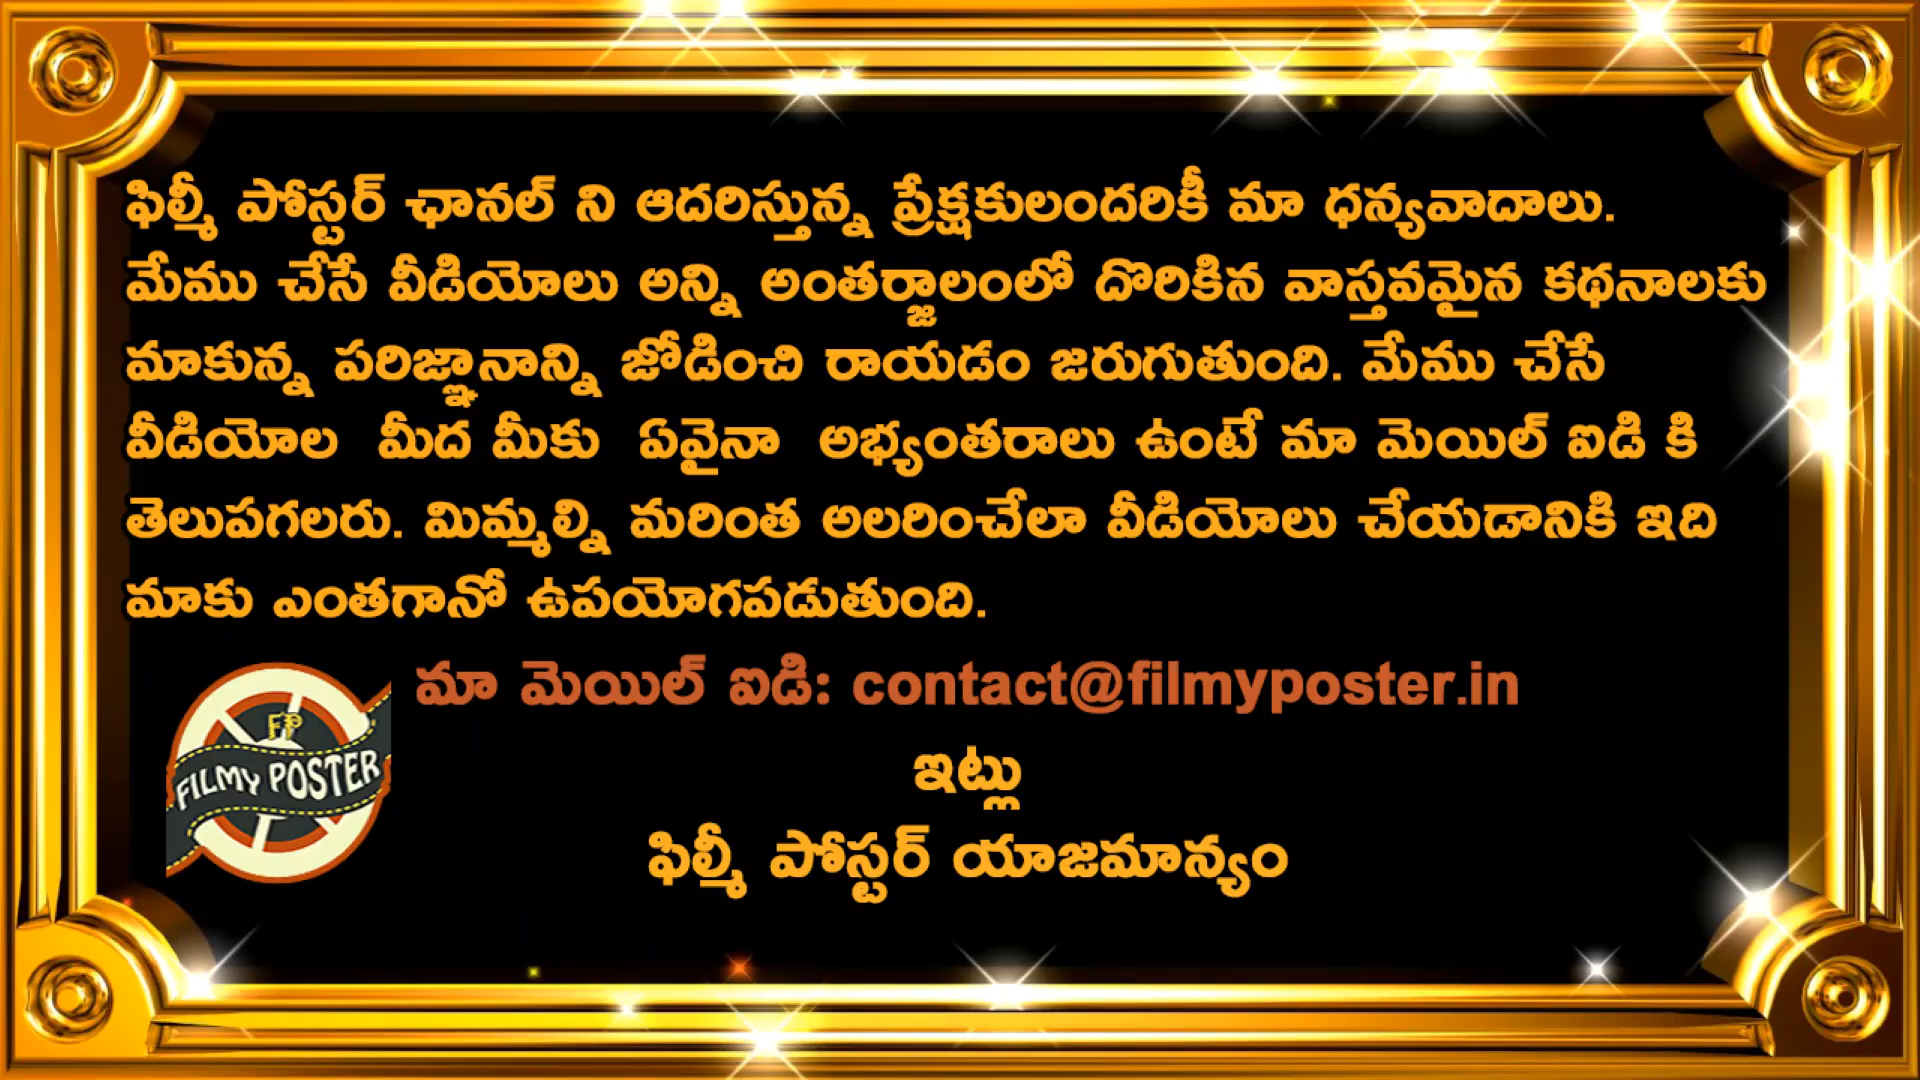 ఫిల్మీ పోస్టర్ ఛానల్ ని ఆదరిస్తున్న ప్రేక్షకులందరికీ మా ధన్యవాదాలు.
మేము చేసే వీడియోలు అన్ని అంతర్జాలంలో దొరికిన వాస్తవమైన కథనాలకు
మాకున్న పరిజ్ఞానాన్ని జోడించి రాయడం జరుగుతుంది. మేము చేసే
వీడియోల మీద మీకు ఏవైనా అభ్యంతరాలు ఉంటే మా మెయిల్ ఐడి కి
తెలుపగలరు. మిమ్మల్ని మరింత అలరించేలా వీడియోలు చేయడానికి ఇది
మాకు ఎంతగానో ఉపయోగపడుతుంది.
మా మెయిల్ ఐడి: contact@filmyposter.in
FP
FILMY POSTER
ఇట్లు
ఫిల్మీ పోస్టర్ యాజమాన్యం